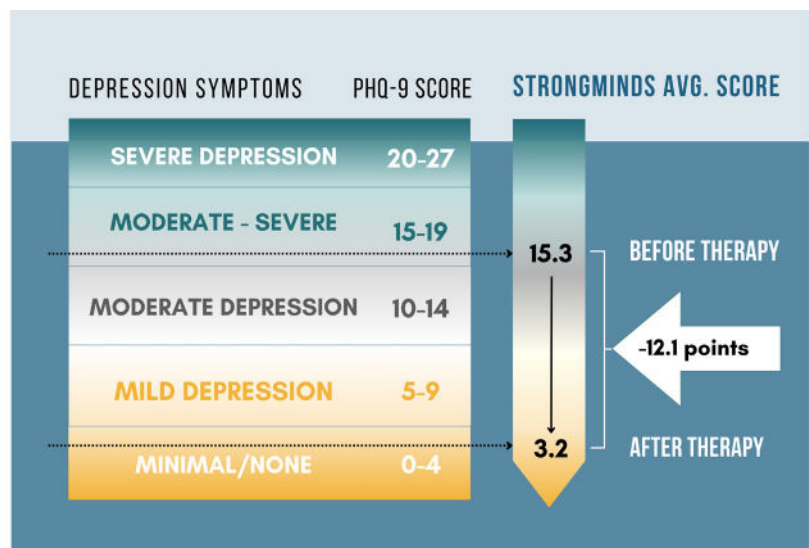 DEPRESSION SYMPTOMS PHQ-9 SCORE STRONGMINDS AVG. SCORE
SEVERE DEPRESSION 20-27
MODERATE - SEVERE 15-19
15.3 BEFORE THERAPY
MODERATE DEPRESSION 10-14
-12.1 points
MILD DEPRESSION 5-9
3.2 AFTER THERAPY
MINIMAL/NONE 0-4